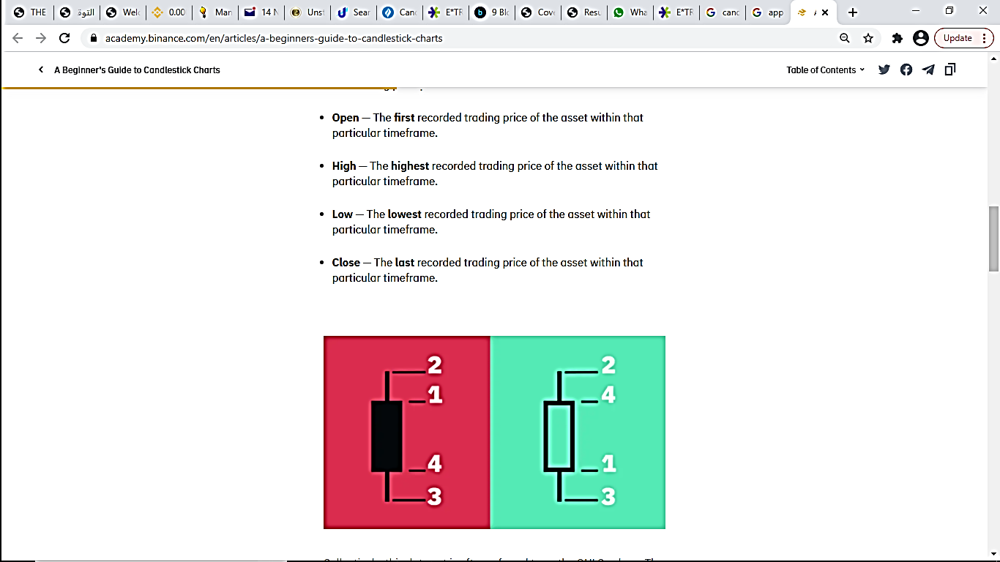 THE
التوة
Wel
0.00
Mar
14 N
Uns
Sear
Canc
E*TR
9 Blo
Cove
Resu
Wha
E*TR
canc
app
academy.binance.com/en/articles/a-beginners-guide-to-candlestick-charts
Update
A Beginner's Guide to Candlestick Charts
Table of Contents
• Open — The first recorded trading price of the asset within that
particular timeframe.
• High — The highest recorded trading price of the asset within that
particular timeframe.
• Low — The lowest recorded trading price of the asset within that
particular timeframe.
• Close — The last recorded trading price of the asset within that
particular timeframe.
2
1
4
3
2
4
1
3